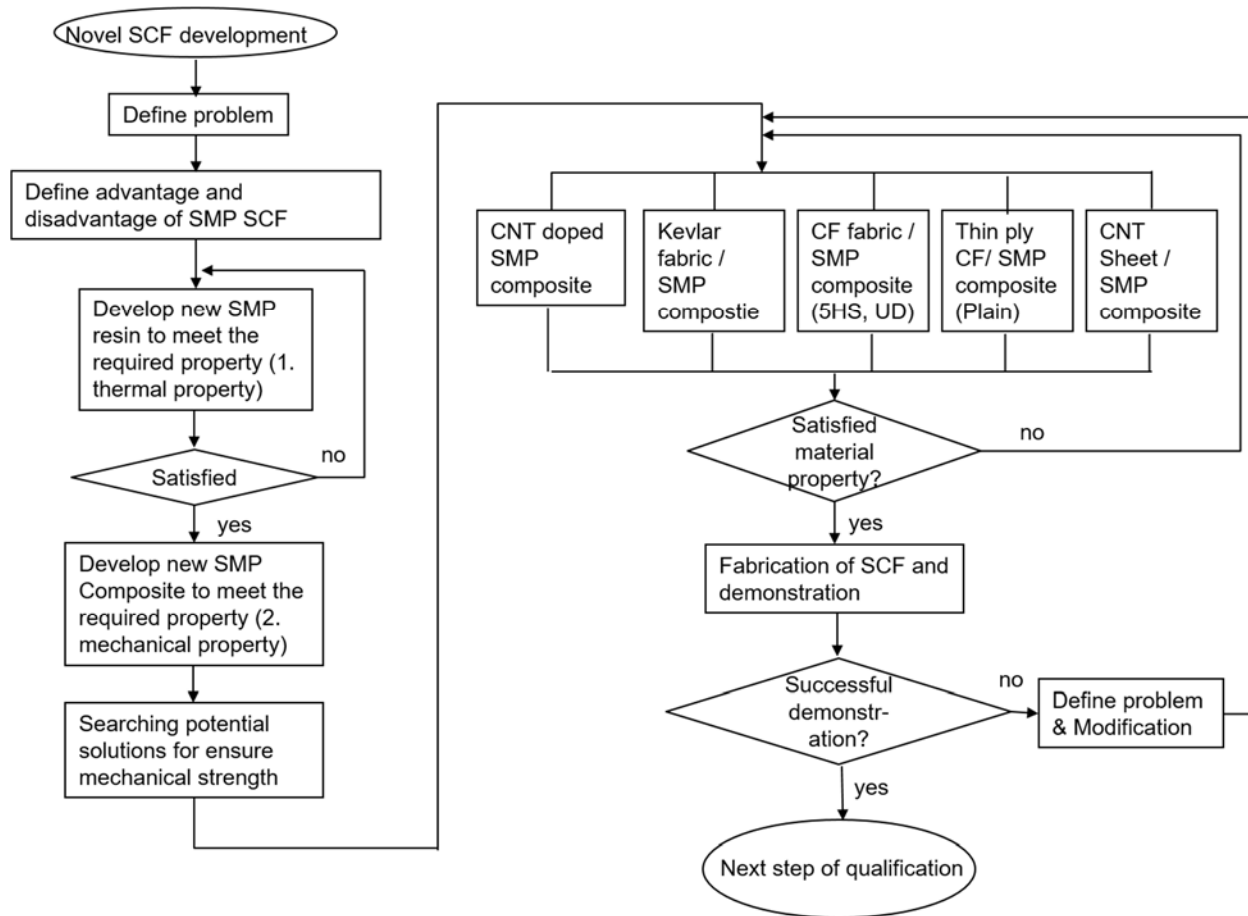 Novel SCF development
Define problem
Define advantage and
disadvantage of SMP SCF
Develop new SMP
resin to meet the
required property (1.
thermal property)
Satisfied
no
yes
Develop new SMP
Composite to meet the
required property (2.
mechanical property)
Searching potential
solutions for ensure
mechanical strength
CNT doped
SMP
composite
Kevlar
fabric /
SMP
compostie
CF fabric /
SMP
composite
(5HS, UD)
Thin ply
CF/ SMP
composite
(Plain)
CNT
Sheet /
SMP
composite
Satisfied
material
property?
no
yes
Fabrication of SCF and
demonstration
Successful
demonstr-
ation?
no
Define problem
& Modification
yes
Next step of qualification